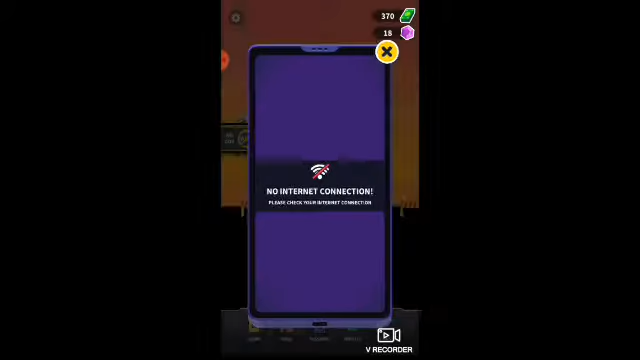 370
18
NO INTERNET CONNECTION!
PLEASE CHECK YOUR INTERNET CONNECTION
V RECORDER